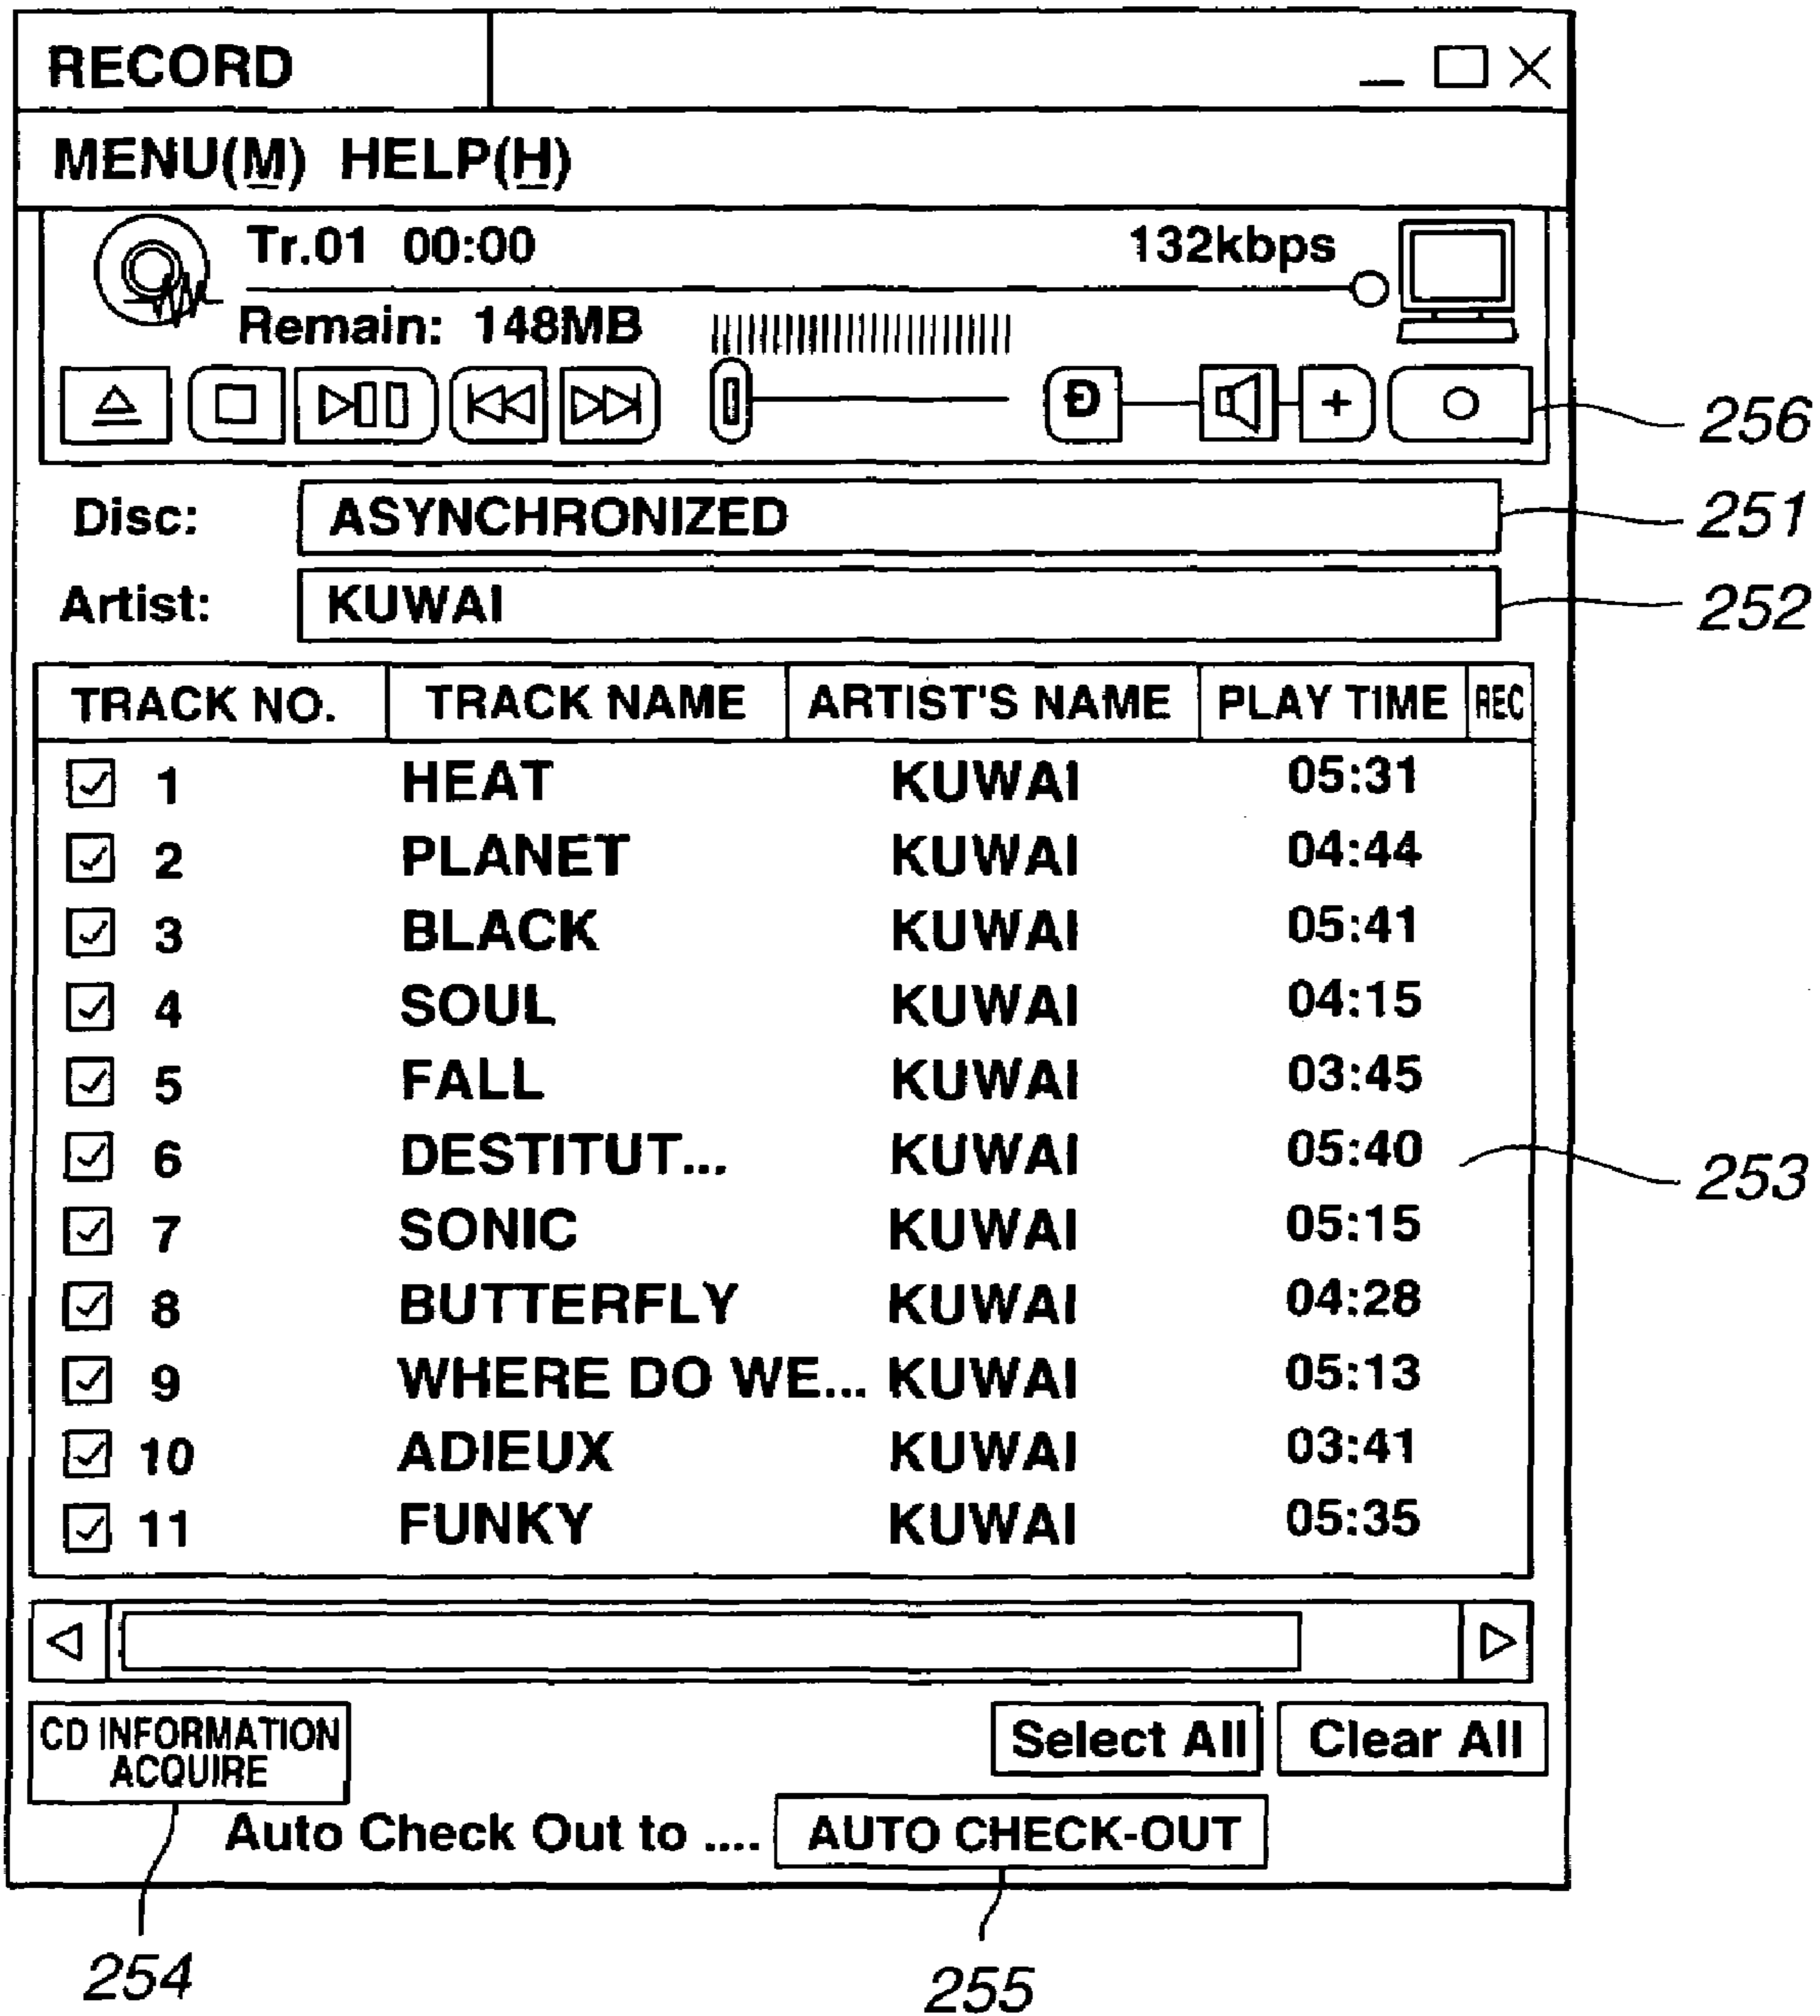 RECORD
MENU(M) HELP(H)
Tr.01 00:00 132kbps
Remain: 148MB
Đ + 256
Disc: ASYNCHRONIZED 251
Artist: KUWAI 252
TRACK NO. TRACK NAME ARTIST'S NAME PLAY TIME REC
1 HEAT KUWAI 05:31
2 PLANET KUWAI 04:44
3 BLACK KUWAI 05:41
4 SOUL KUWAI 04:15
5 FALL KUWAI 03:45
6 DESTITUT... KUWAI 05:40 253
7 SONIC KUWAI 05:15
8 BUTTERFLY KUWAI 04:28
9 WHERE DO WE... KUWAI 05:13
10 ADIEUX KUWAI 03:41
11 FUNKY KUWAI 05:35
CD INFORMATION
ACQUIRE
Select All Clear All
Auto Check Out to .... AUTO CHECK-OUT
254 255